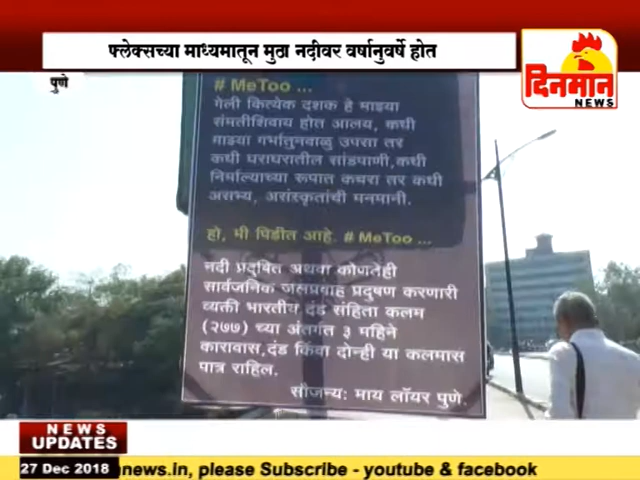 फ्लेक्सच्या माध्यमातून मुठा नदीवर वर्षानुवर्षे होत
दिनमान
NEWS
पुणे
# MeToo ...
गेली कित्येक दशक हे माझ्या
संमतीशिवाय होत आलय, कधी
माझ्या गर्भातुनवाळु उपसा तर
कधी घराघरातील सांडपाणी,कधी
निर्माल्याच्या रूपात कचरा तर कधी
असभ्य, असंस्कृतांची मनमानी.
हो, मी पिडीत आहे. # MeToo ...
नदी प्रदुषित अथवा कोणतेही
सार्वजनिक जलप्रवाह प्रदुषण करणारी
व्यक्ती भारतीय दंड संहिता कलम
(२७७) च्या अंतर्गत ३ महिने
कारावास,दंड किंवा दोन्ही या कलमास
पात्र राहिल.
सौजन्य: माय लॉयर पुणे.
NEWS
UPDATES
27 Dec 2018
news.in, please Subscribe - youtube & facebook